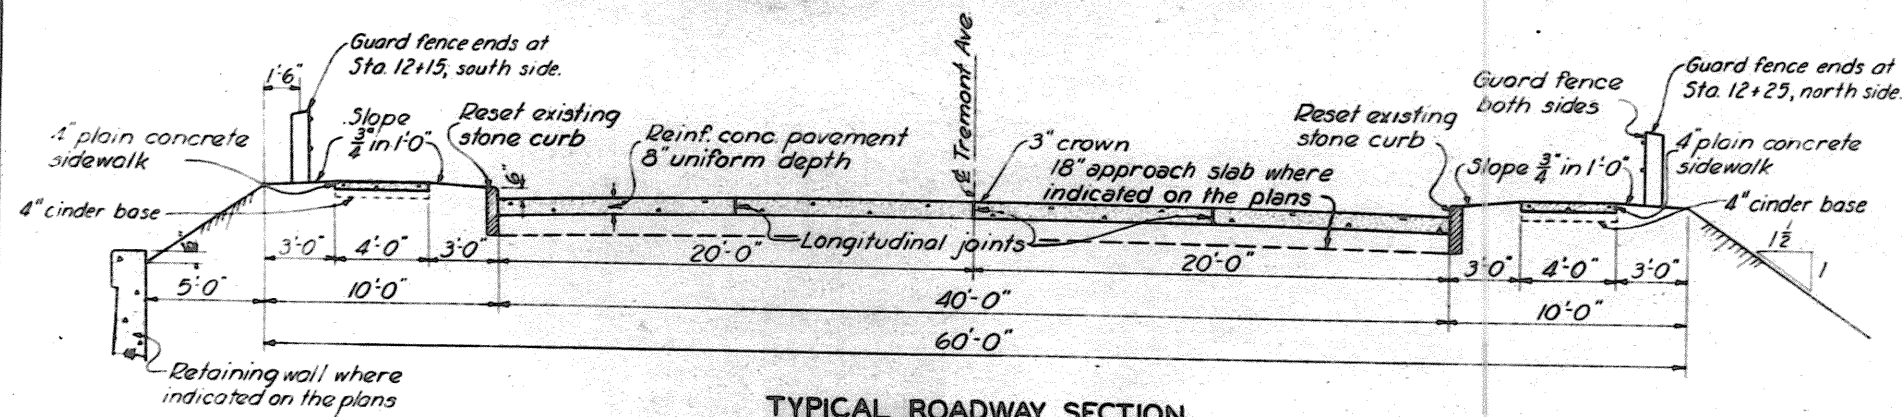 Guard fence ends at
Sta. 12+15, south side.
1'-6"
Slope
3/4" in 1'-0"
Reset existing
stone curb
4" plain concrete
sidewalk
4" cinder base
6"
Reinf. conc. pavement
8" uniform depth
℄ Tremont Ave.
3" crown
18" approach slab where
indicated on the plans
Reset existing
stone curb
Guard fence
both sides
Guard fence ends at
Sta. 12+25, north side.
4" plain concrete
sidewalk
Slope 3/4" in 1'-0"
4" cinder base
1 1/2
1
Longitudinal joints
3'-0"
4'-0"
3'-0"
20'-0"
20'-0"
3'-0"
4'-0"
3'-0"
5'-0"
10'-0"
40'-0"
10'-0"
60'-0"
Retaining wall where
indicated on the plans
TYPICAL ROADWAY SECTION